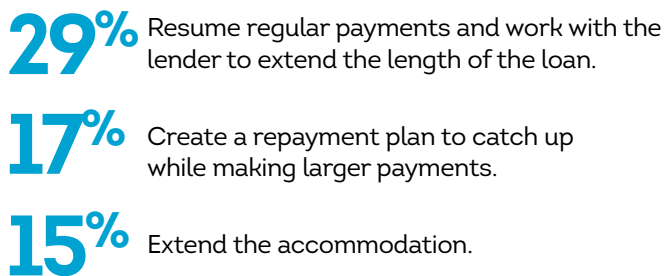 29% Resume regular payments and work with the
lender to extend the length of the loan.
17% Create a repayment plan to catch up
while making larger payments.
15% Extend the accommodation.